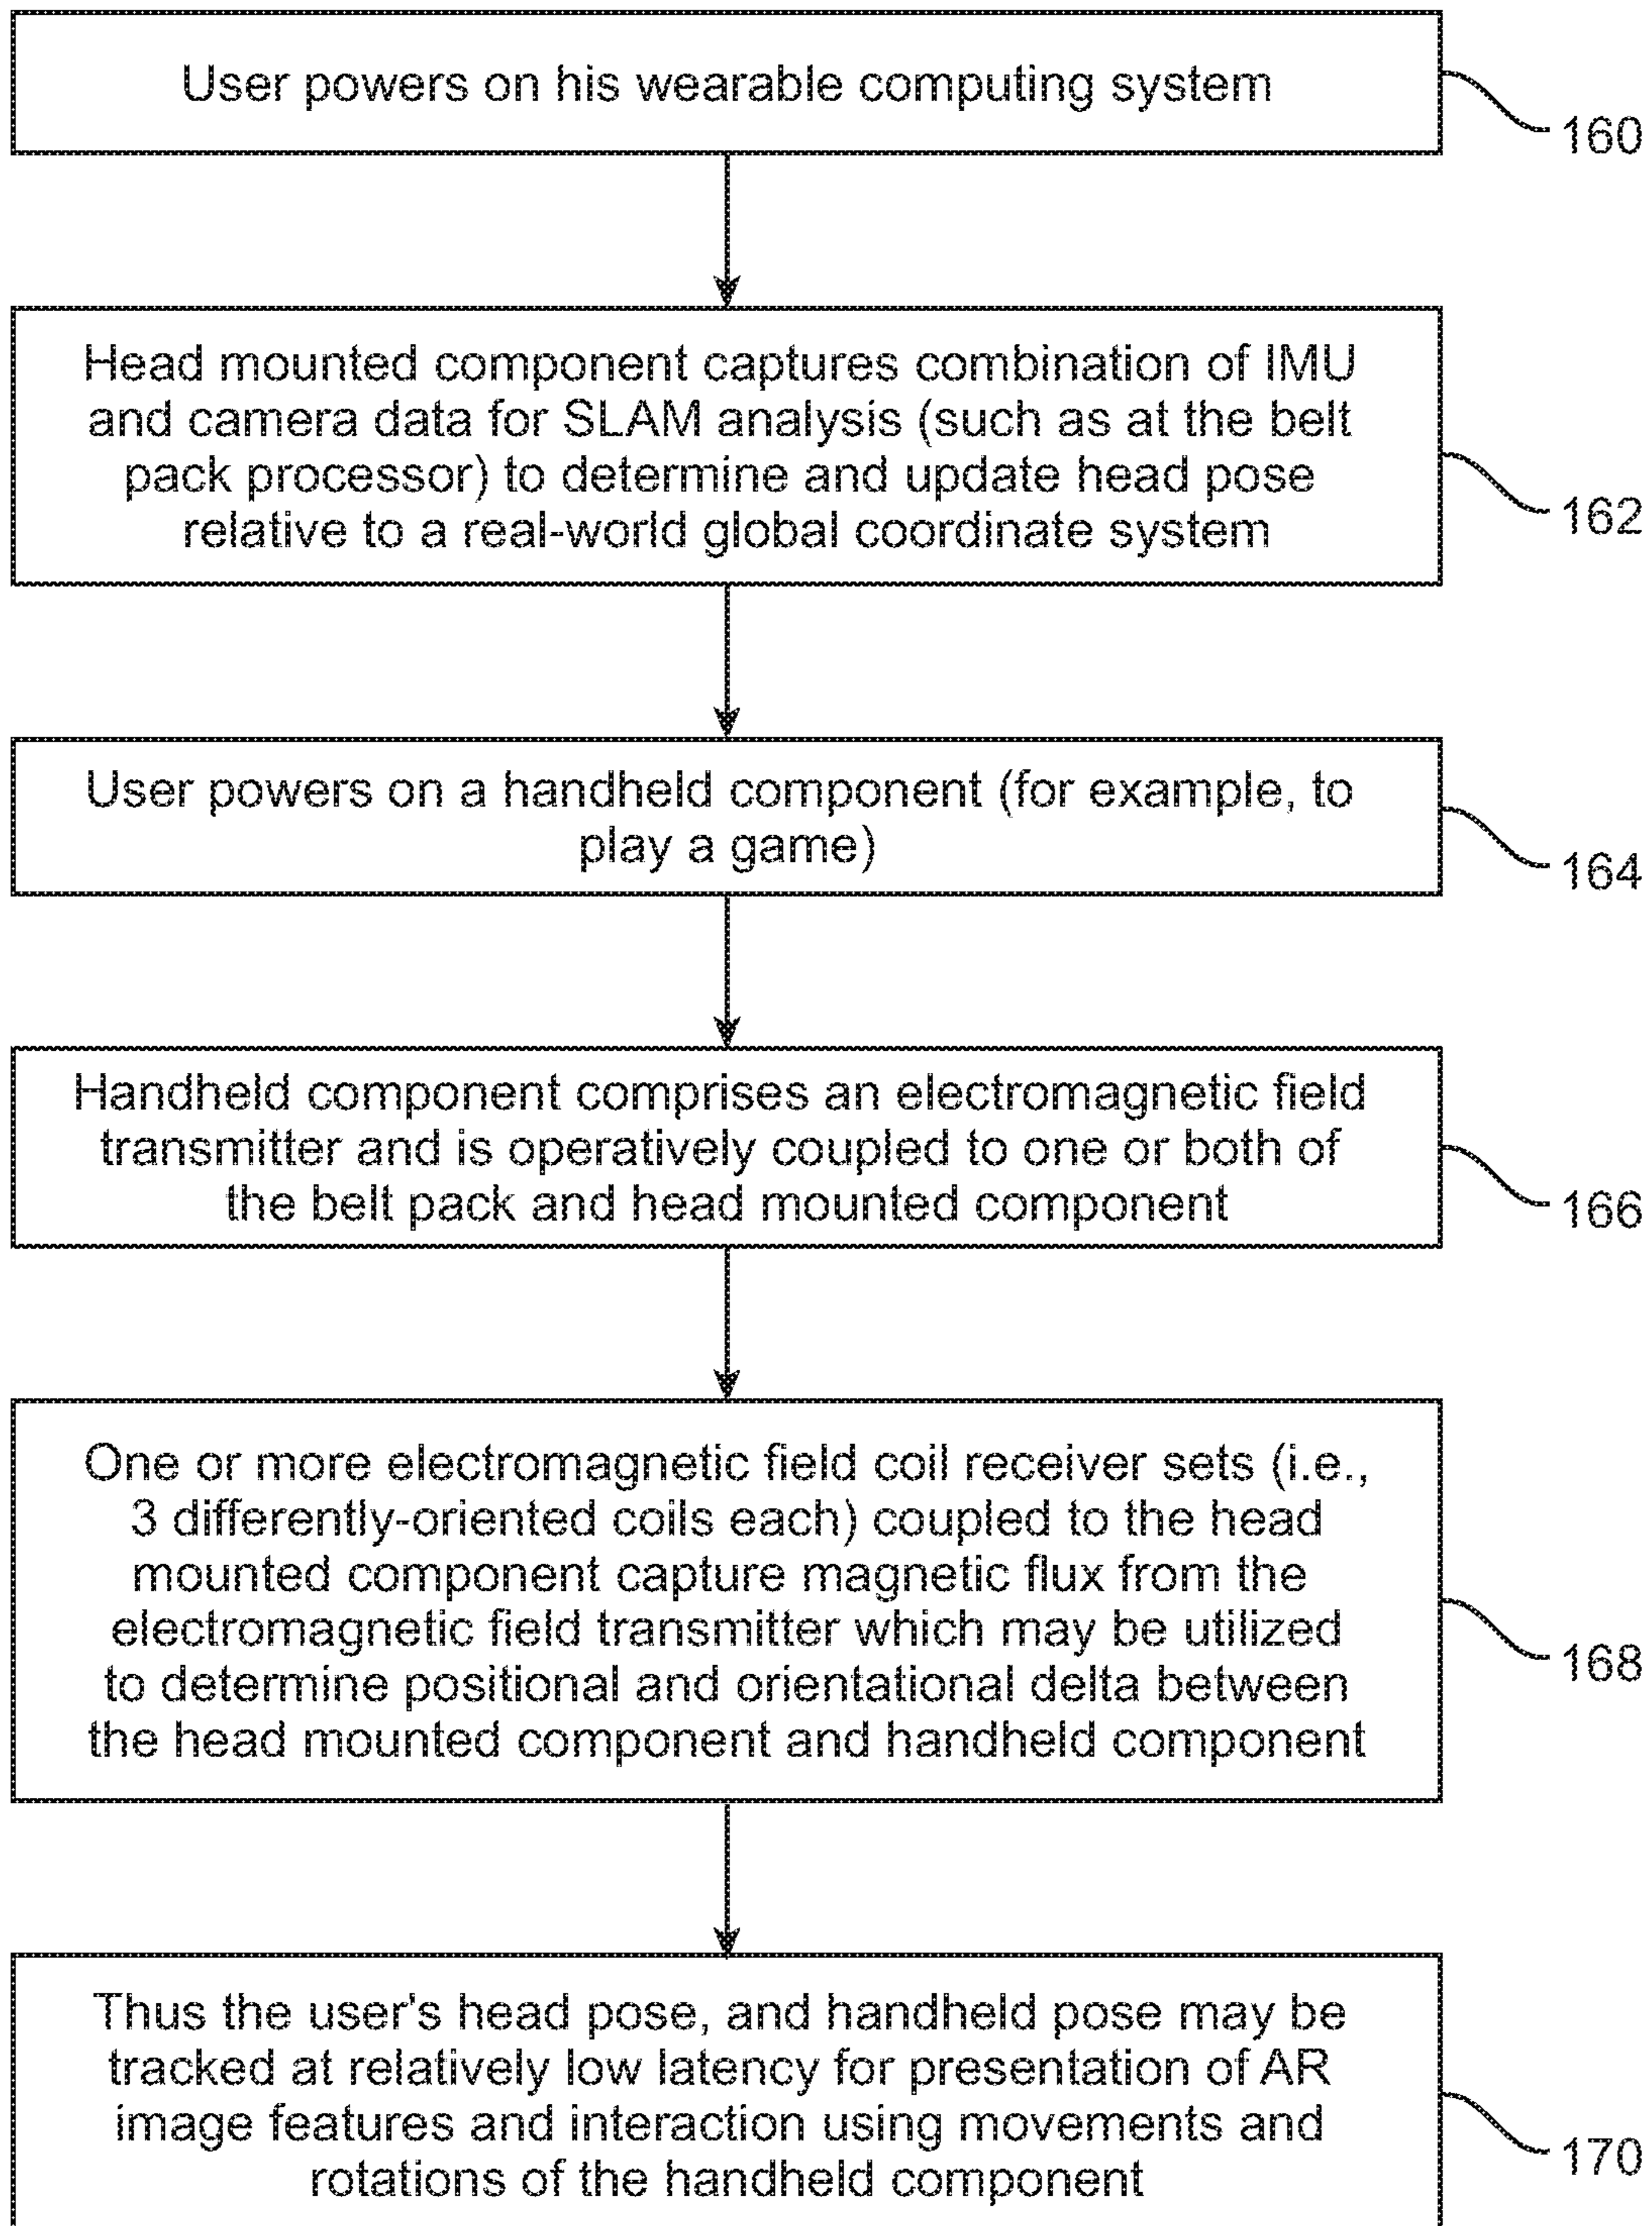 User powers on his wearable computing system
160
Head mounted component captures combination of IMU
and camera data for SLAM analysis (such as at the belt
pack processor) to determine and update head pose
relative to a real-world global coordinate system
162
User powers on a handheld component (for example, to
play a game)
164
Handheld component comprises an electromagnetic field
transmitter and is operatively coupled to one or both of
the belt pack and head mounted component
166
One or more electromagnetic field coil receiver sets (i.e.,
3 differently-oriented coils each) coupled to the head
mounted component capture magnetic flux from the
electromagnetic field transmitter which may be utilized
to determine positional and orientational delta between
the head mounted component and handheld component
168
Thus the user's head pose, and handheld pose may be
tracked at relatively low latency for presentation of AR
image features and interaction using movements and
rotations of the handheld component
170